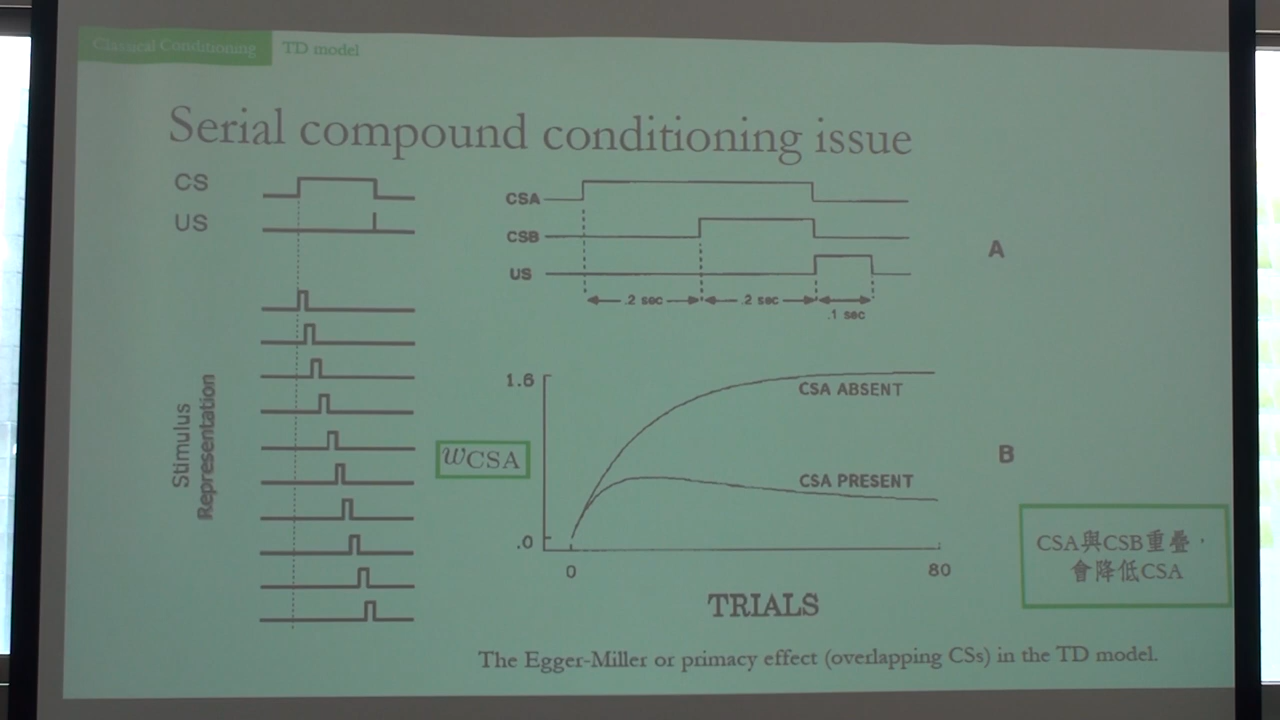 Classical Conditioning TD model
Serial compound conditioning issue
CS
US
Stimulus
Representation
CSA
CSB
US
.2 sec .2 sec
.1 sec
A
1.6
.0
wCSA
CSA ABSENT
CSA PRESENT
B
0 80
TRIALS
CSA與CSB重疊，
會降低CSA
The Egger-Miller or primacy effect (overlapping CSs) in the TD model.